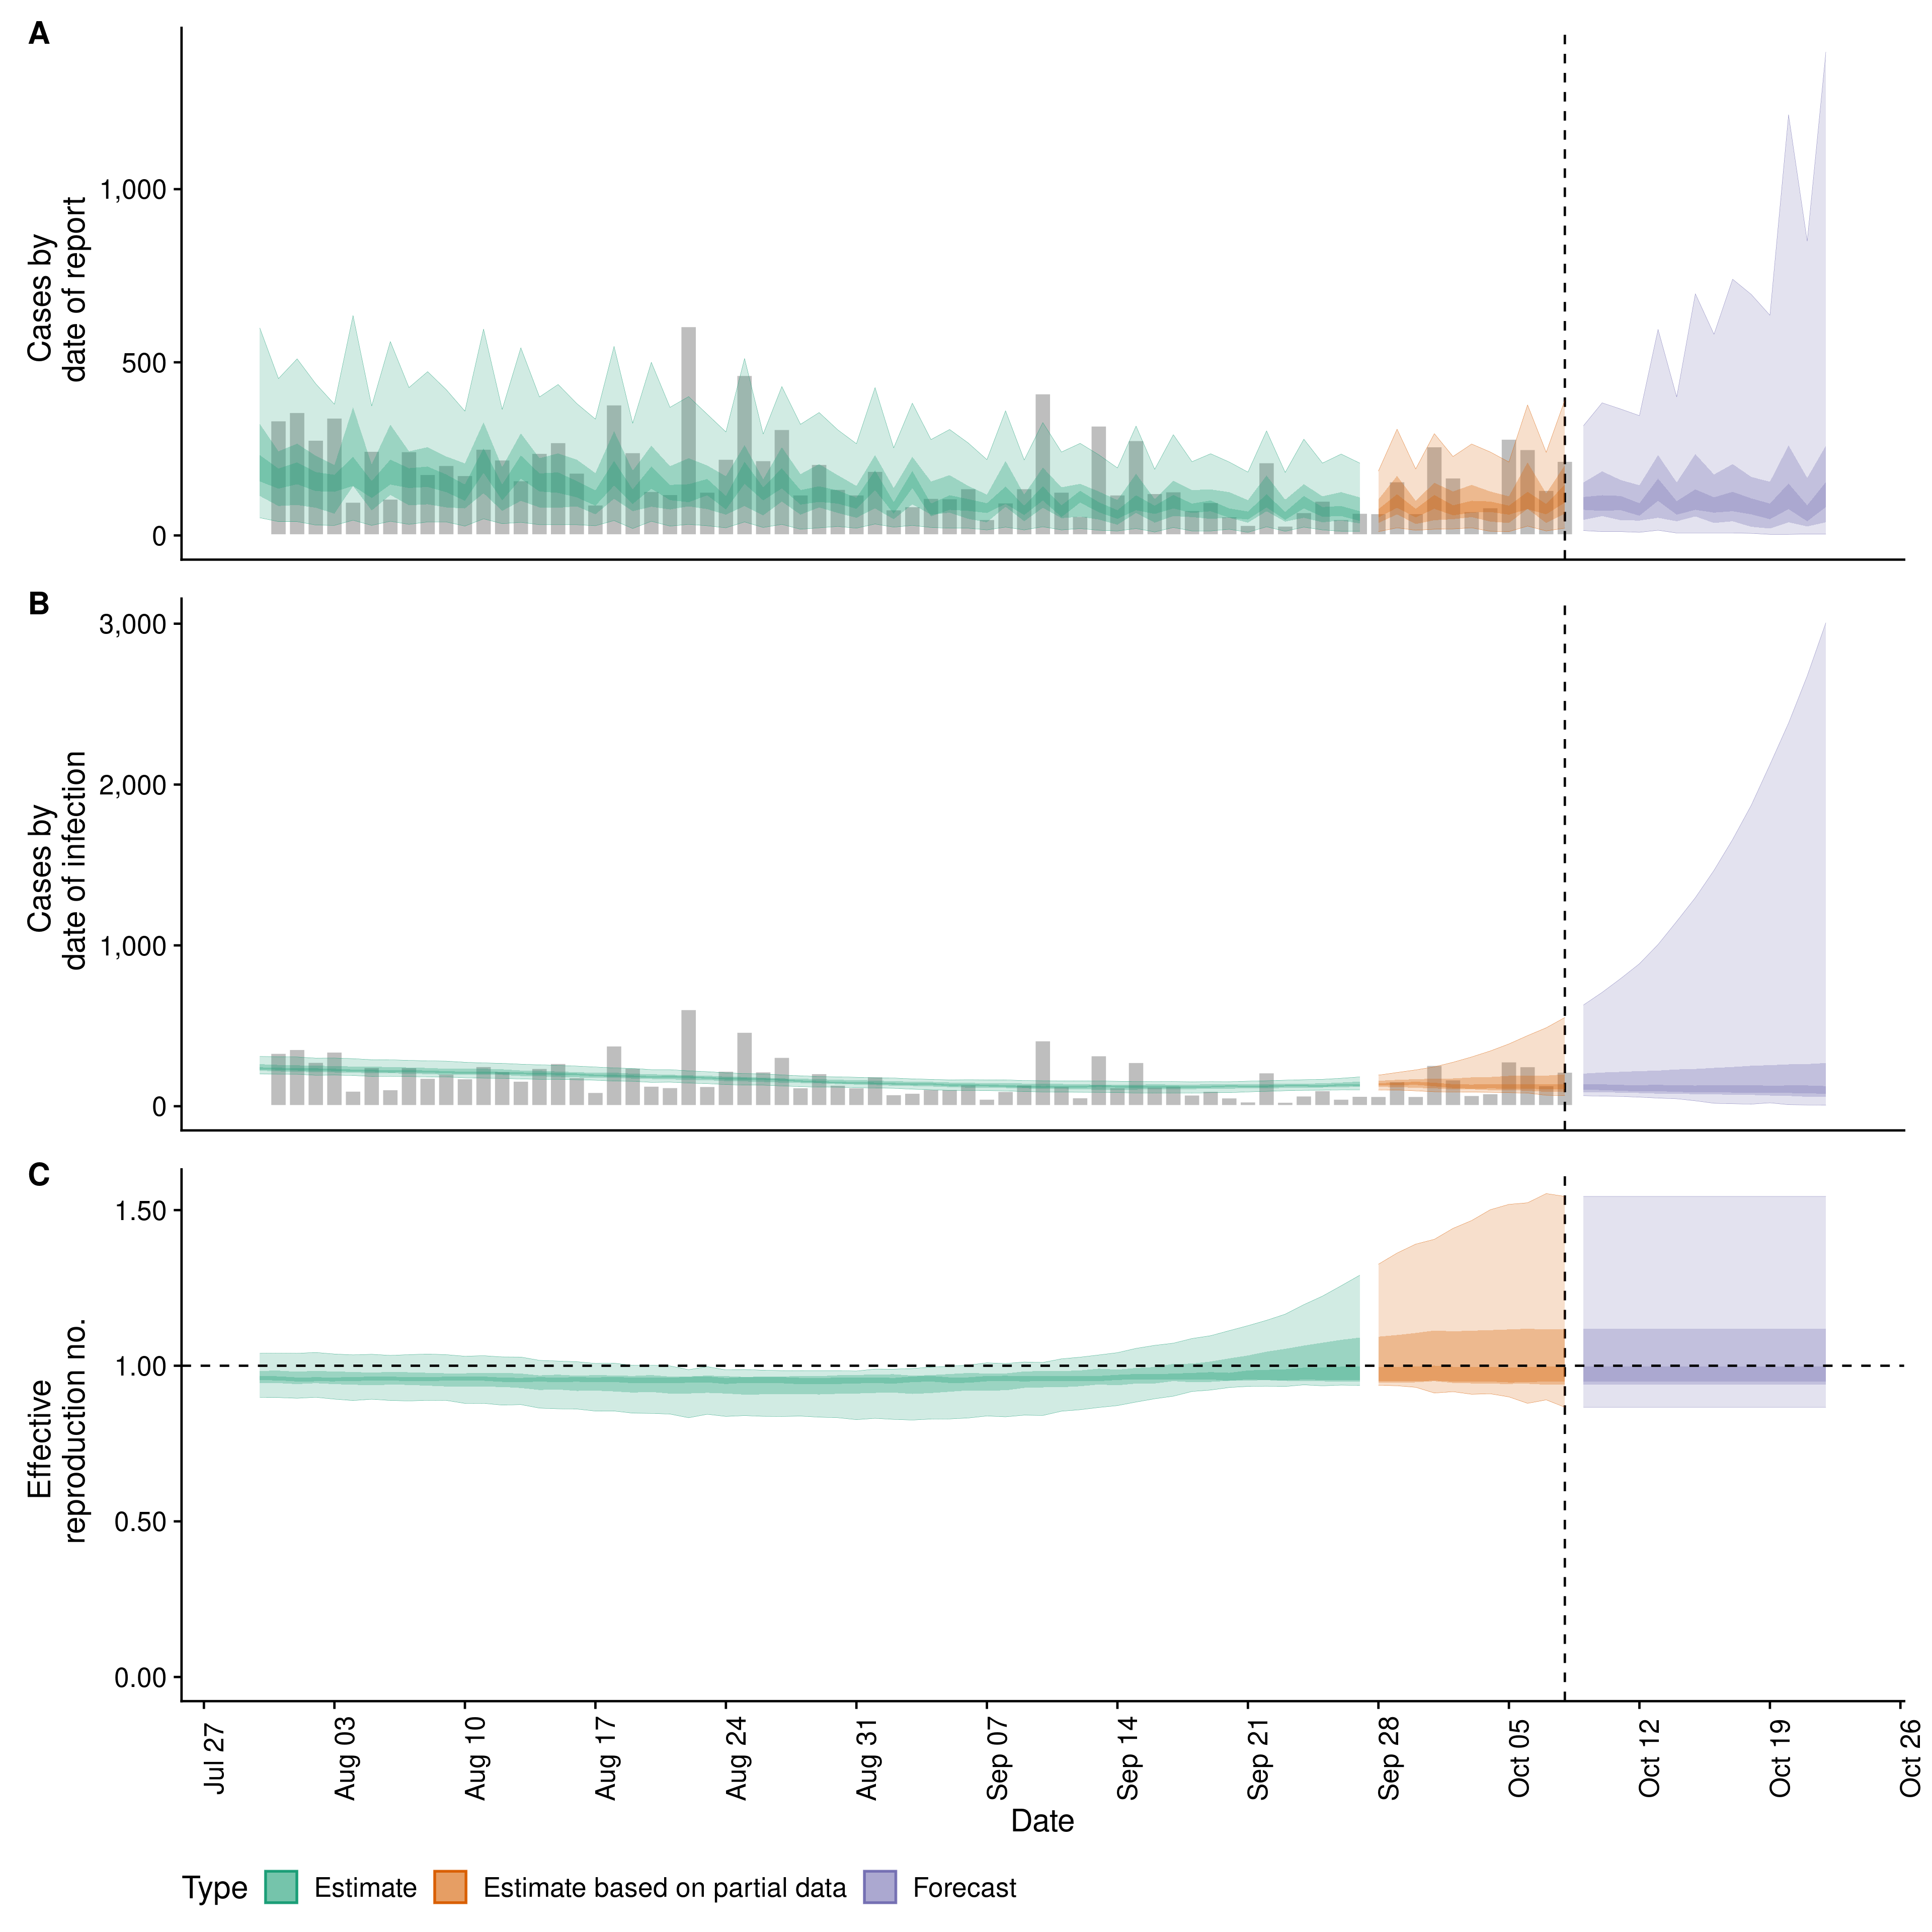 A
Cases by
date of report
1,000
500
0
B
Cases by
date of infection
3,000
2,000
1,000
0
C
Effective
reproduction no.
1.50
1.00
0.50
0.00
Jul 27
Aug 03
Aug 10
Aug 17
Aug 24
Aug 31
Sep 07
Sep 14
Sep 21
Sep 28
Oct 05
Oct 12
Oct 19
Oct 26
Date
Type Estimate Estimate based on partial data Forecast